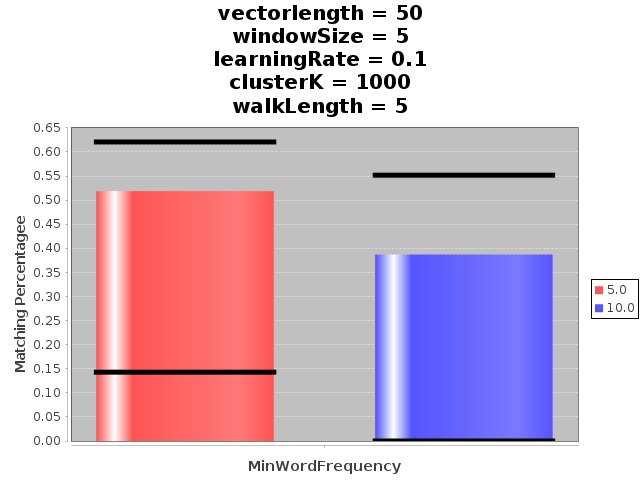 vectorlength = 50
windowSize = 5
learningRate = 0.1
clusterK = 1000
walkLength = 5
0.65
0.60
0.55
0.50
0.45
0.40
0.35
0.30
0.25
0.20
0.15
0.10
0.05
0.00
Matching Percentagee
MinWordFrequency
5.0
10.0